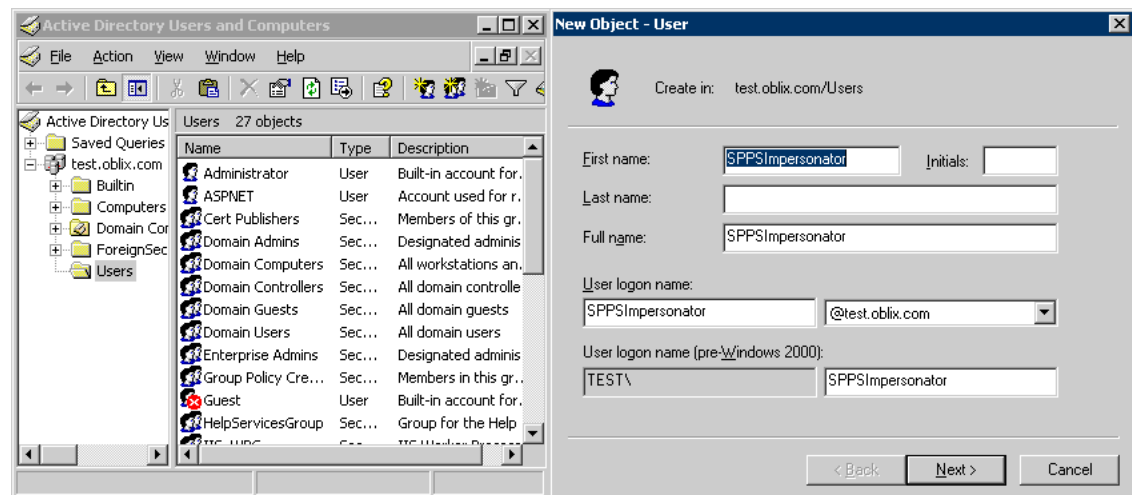 Active Directory Users and Computers
File Action View Window Help
Active Directory Us
Saved Queries
test.oblix.com
Builtin
Computers
Domain Cor
ForeignSec
Users
Users 27 objects
Name Type Description
Administrator User Built-in account for.
ASPNET User Account used for r.
Cert Publishers Sec... Members of this gr.
Domain Admins Sec... Designated adminis
Domain Computers Sec... All workstations an.
Domain Controllers Sec... All domain controlle
Domain Guests Sec... All domain guests
Domain Users Sec... All domain users
Enterprise Admins Sec... Designated adminis
Group Policy Cre... Sec... Members in this gr..
Guest User Built-in account for.
HelpServicesGroup Sec... Group for the Help
New Object - User
Create in: test.oblix.com/Users
First name: SPPSImpersonator Initials:
Last name:
Full name: SPPSImpersonator
User logon name:
SPPSImpersonator @test.oblix.com
User logon name (pre-Windows 2000):
TEST\ SPPSImpersonator
< Back Next > Cancel